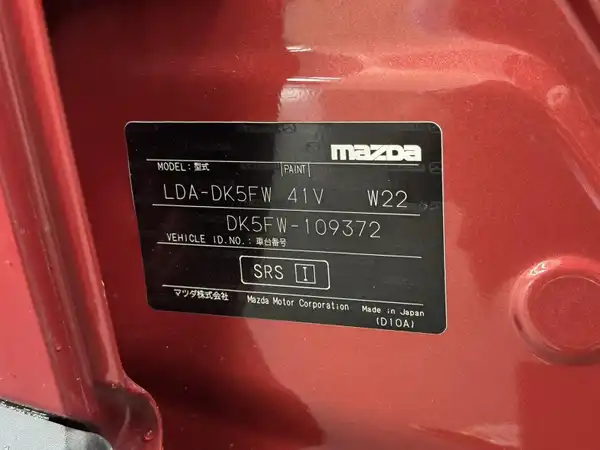 mazda
MODEL: 型式 PAINT
LDA-DK5FW 41V W22
DK5FW-109372
VEHICLE ID.NO.: 車台番号
SRS I
マツダ株式会社 Mazda Motor Corporation Made in Japan
(D10A)